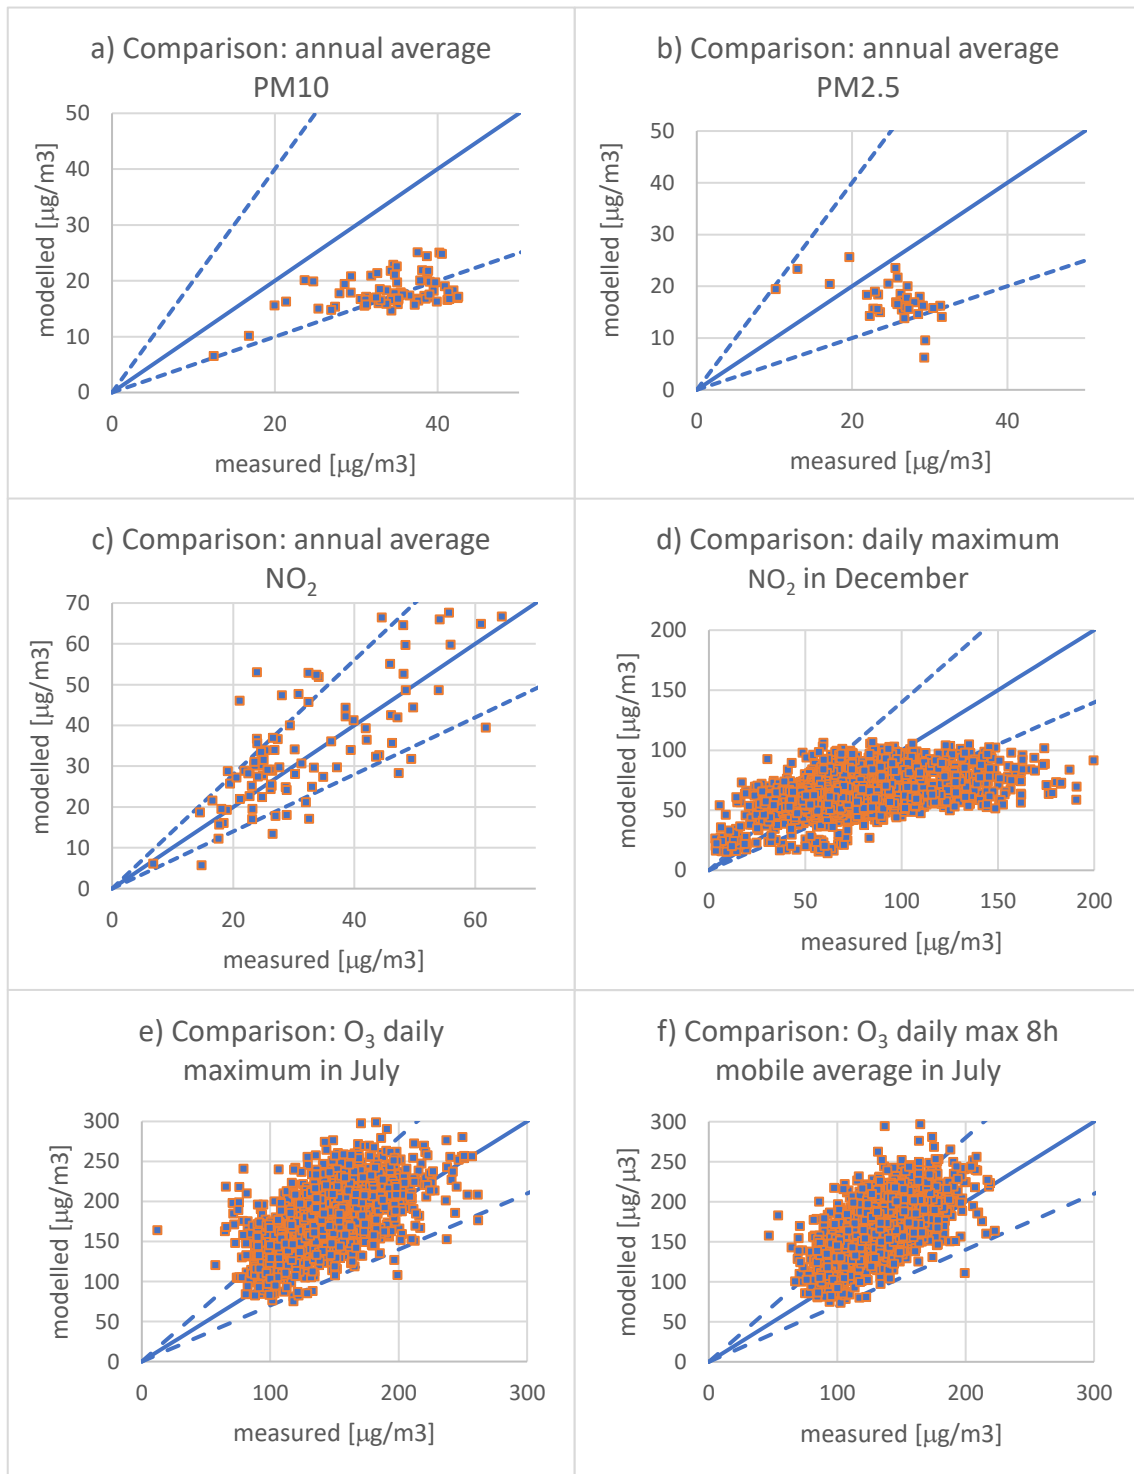 a) Comparison: annual average
PM10
50
40
30
20
10
0
0 20 40
modelled [µg/m3]
measured [µg/m3]
b) Comparison: annual average
PM2.5
50
40
30
20
10
0
0 20 40
modelled [µg/m3]
measured [µg/m3]
c) Comparison: annual average
NO2
70
60
50
40
30
20
10
0
0 20 40 60
modelled [µg/m3]
measured [µg/m3]
d) Comparison: daily maximum
NO2 in December
200
150
100
50
0
0 50 100 150 200
modelled [µg/m3]
measured [µg/m3]
e) Comparison: O3 daily
maximum in July
300
250
200
150
100
50
0
0 100 200 300
modelled [µg/m3]
measured [µg/m3]
f) Comparison: O3 daily max 8h
mobile average in July
300
250
200
150
100
50
0
0 100 200 300
modelled [µg/µ3]
measured [µg/m3]